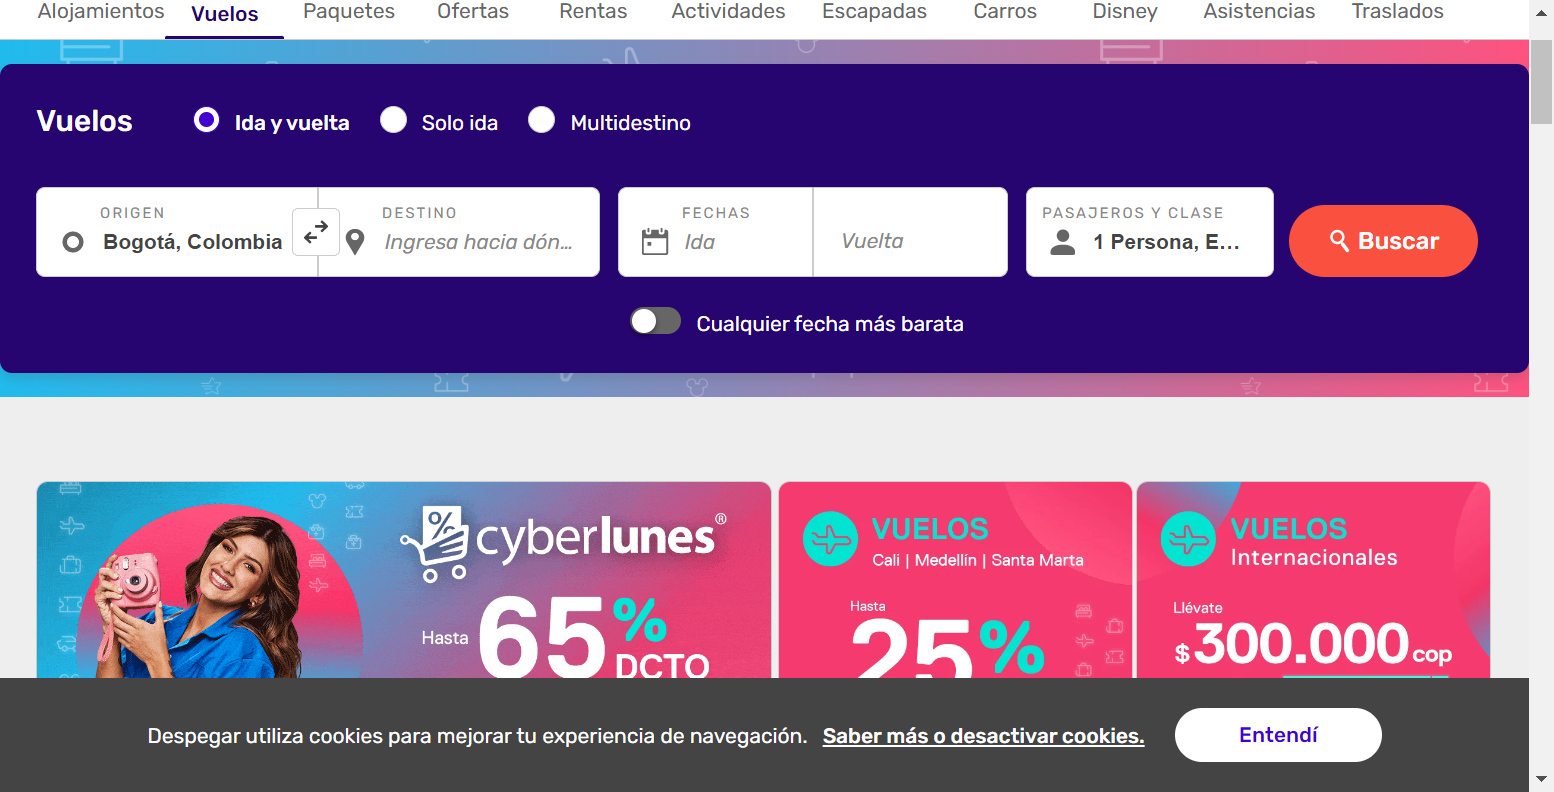 Alojamientos Vuelos Paquetes Ofertas Rentas Actividades Escapadas Carros Disney Asistencias Traslados
Vuelos Ida y vuelta Solo ida Multidestino
ORIGEN DESTINO FECHAS PASAJEROS Y CLASE
Bogotá, Colombia Ingresa hacia dón... Ida Vuelta 1 Persona, E... Buscar
Cualquier fecha más barata
% cyberlunes®
Hasta 65% DCTO
VUELOS
Cali | Medellín | Santa Marta
Hasta
25%
VUELOS
Internacionales
Llévate
$300.000 cop
Despegar utiliza cookies para mejorar tu experiencia de navegación. Saber más o desactivar cookies. Entendí